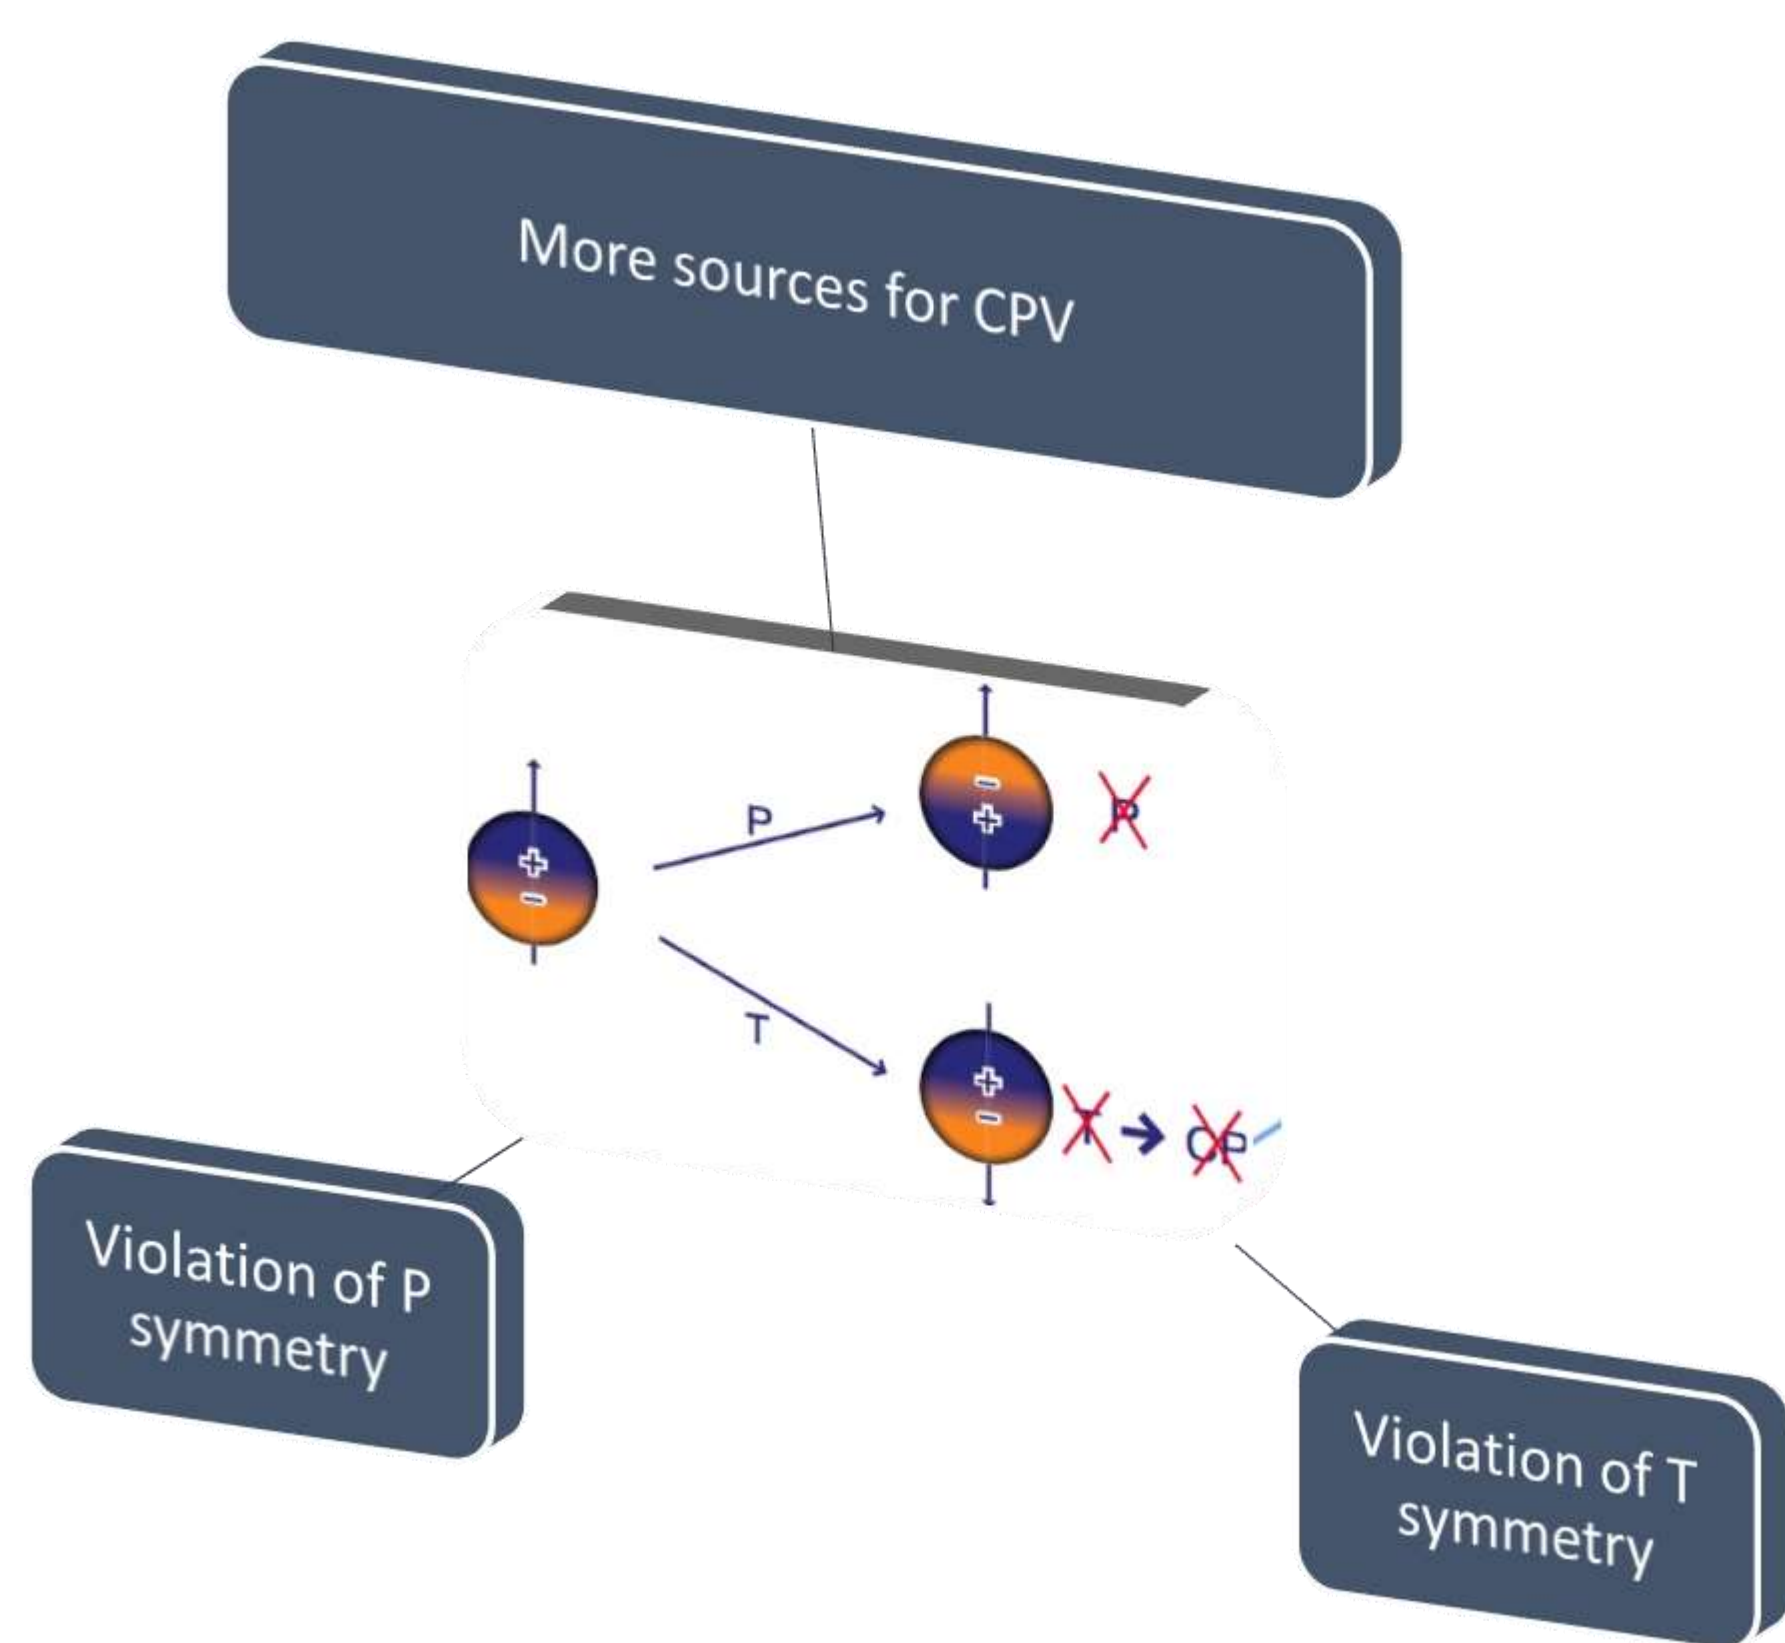 More sources for CPV
−
+
P
P
+
−
T
+
−
T → CP
Violation of P
symmetry
Violation of T
symmetry